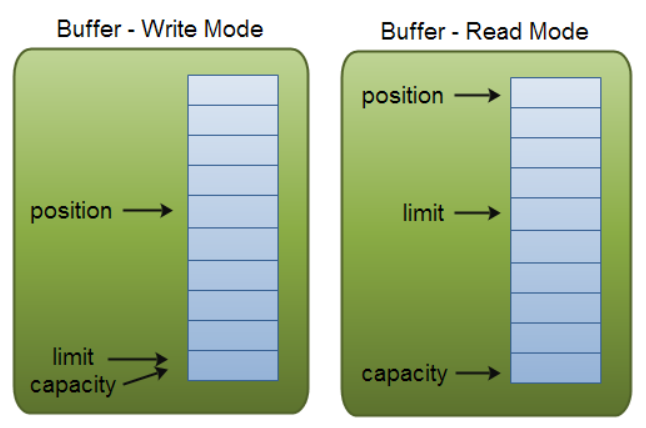 Buffer - Write Mode
position
limit
capacity
Buffer - Read Mode
position
limit
capacity